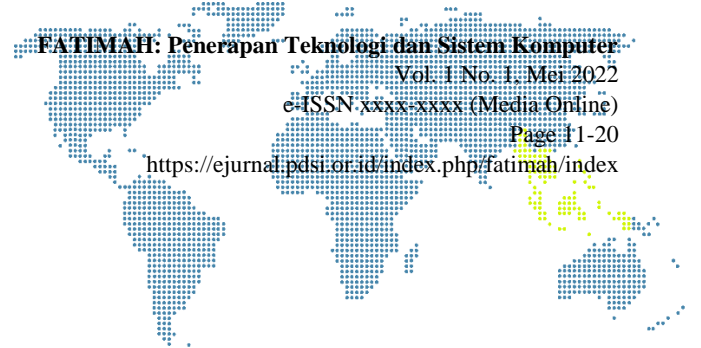 FATIMAH: Penerapan Teknologi dan Sistem Komputer
Vol. 1 No. 1, Mei 2022
e-ISSN xxxx-xxxx (Media Online)
Page 11-20
https://ejurnal.pdsi.or.id/index.php/fatimah/index